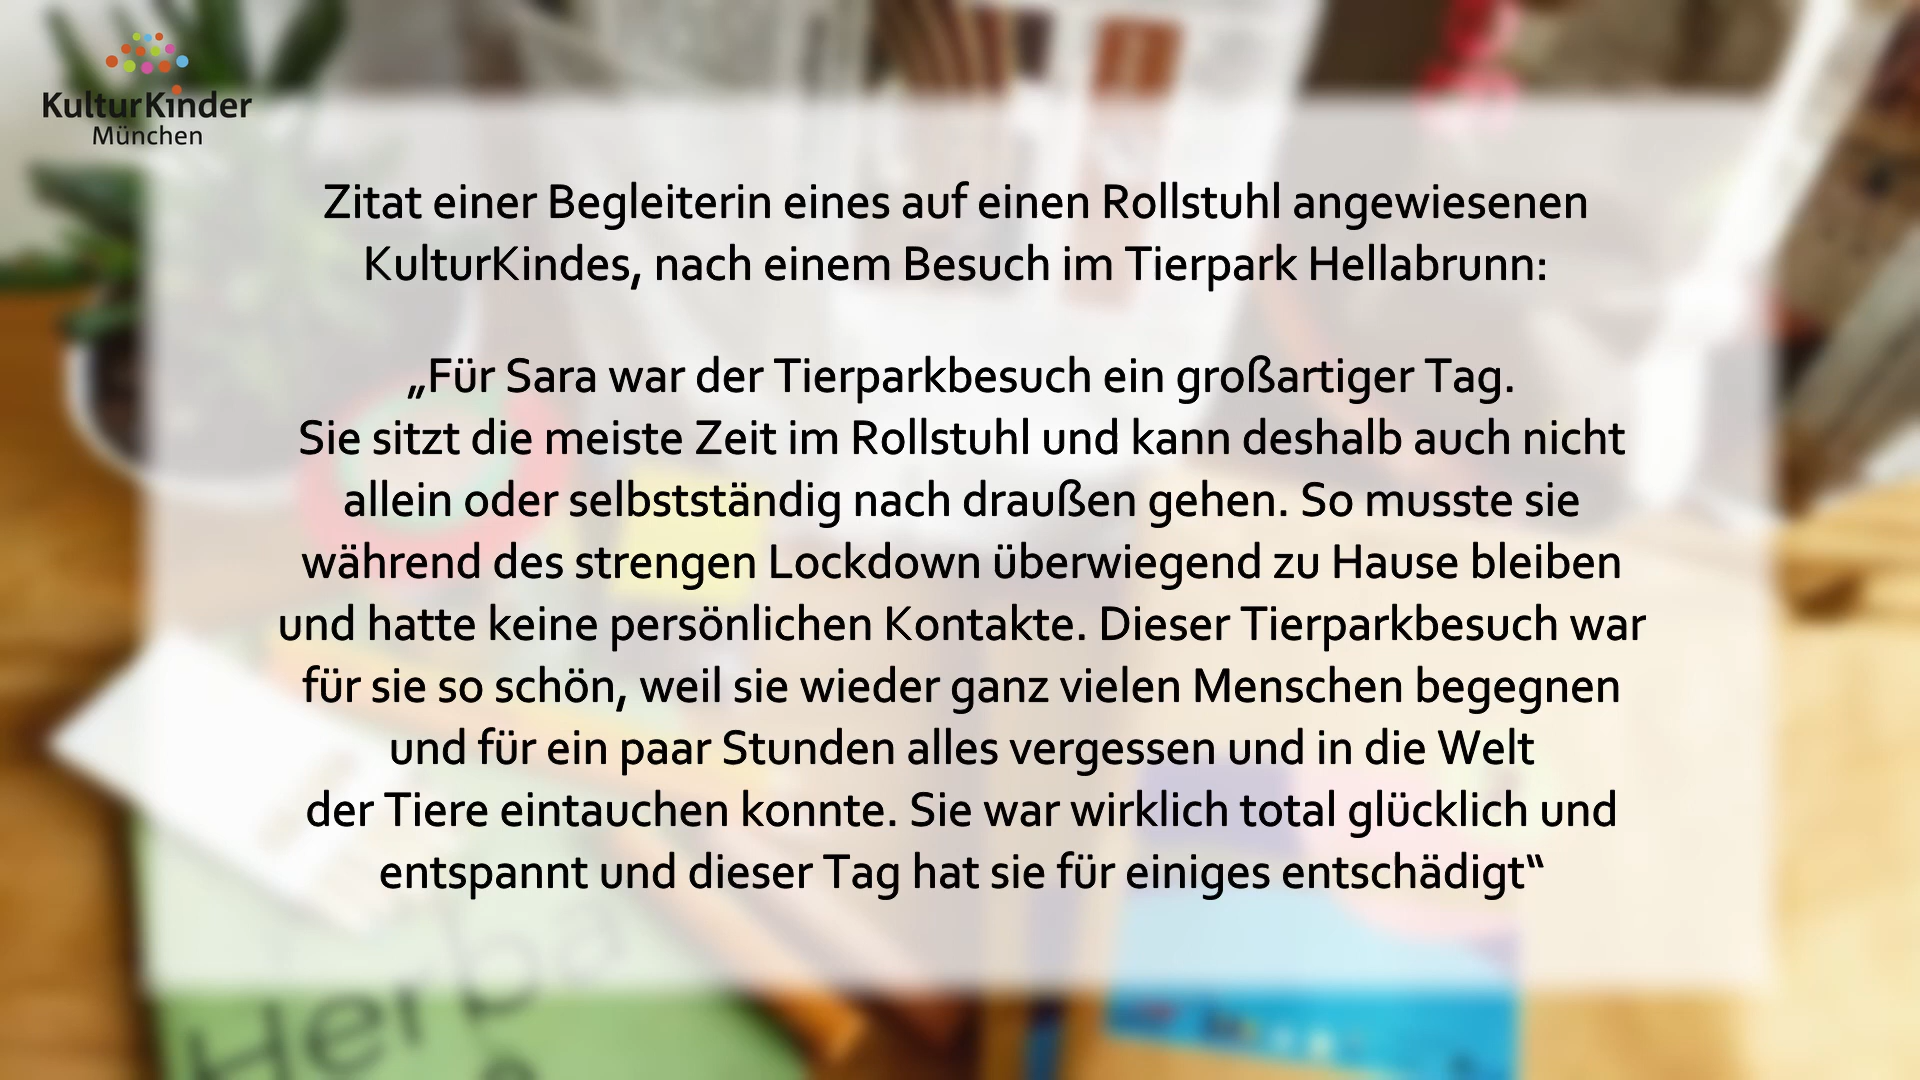 KulturKinder
München
Zitat einer Begleiterin eines auf einen Rollstuhl angewiesenen
KulturKindes, nach einem Besuch im Tierpark Hellabrunn:
„Für Sara war der Tierparkbesuch ein großartiger Tag.
Sie sitzt die meiste Zeit im Rollstuhl und kann deshalb auch nicht
allein oder selbstständig nach draußen gehen. So musste sie
während des strengen Lockdown überwiegend zu Hause bleiben
und hatte keine persönlichen Kontakte. Dieser Tierparkbesuch war
für sie so schön, weil sie wieder ganz vielen Menschen begegnen
und für ein paar Stunden alles vergessen und in die Welt
der Tiere eintauchen konnte. Sie war wirklich total glücklich und
entspannt und dieser Tag hat sie für einiges entschädigt“